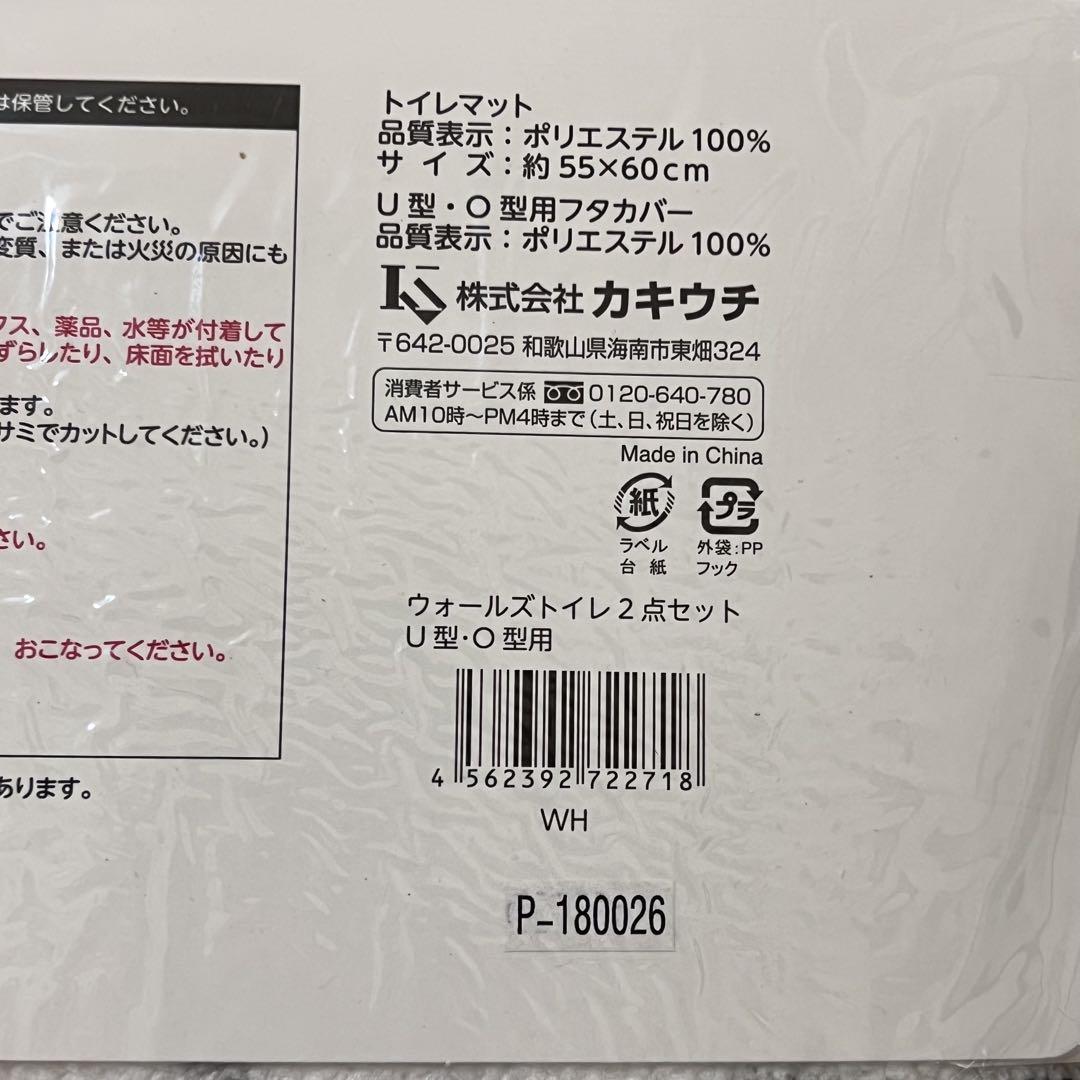 は保管してください。
でご注意ください。
変質、または火災の原因にも
クス、薬品、水等が付着して
ずらしたり、床面を拭いたり
ます。
サミでカットしてください。)
さい。
おこなってください。
あります。
トイレマット
品質表示：ポリエステル100%
サイズ：約55×60cm
U型・O型用フタカバー
品質表示：ポリエステル100%
株式会社 カキウチ
〒642-0025 和歌山県海南市東畑324
消費者サービス係 0120-640-780
AM10時〜PM4時まで(土、日、祝日を除く)
Made in China
紙 プラ
ラベル 外袋：PP
台紙 フック
ウォールズトイレ2点セット
U型・O型用
4 562392 722718
WH
P-180026